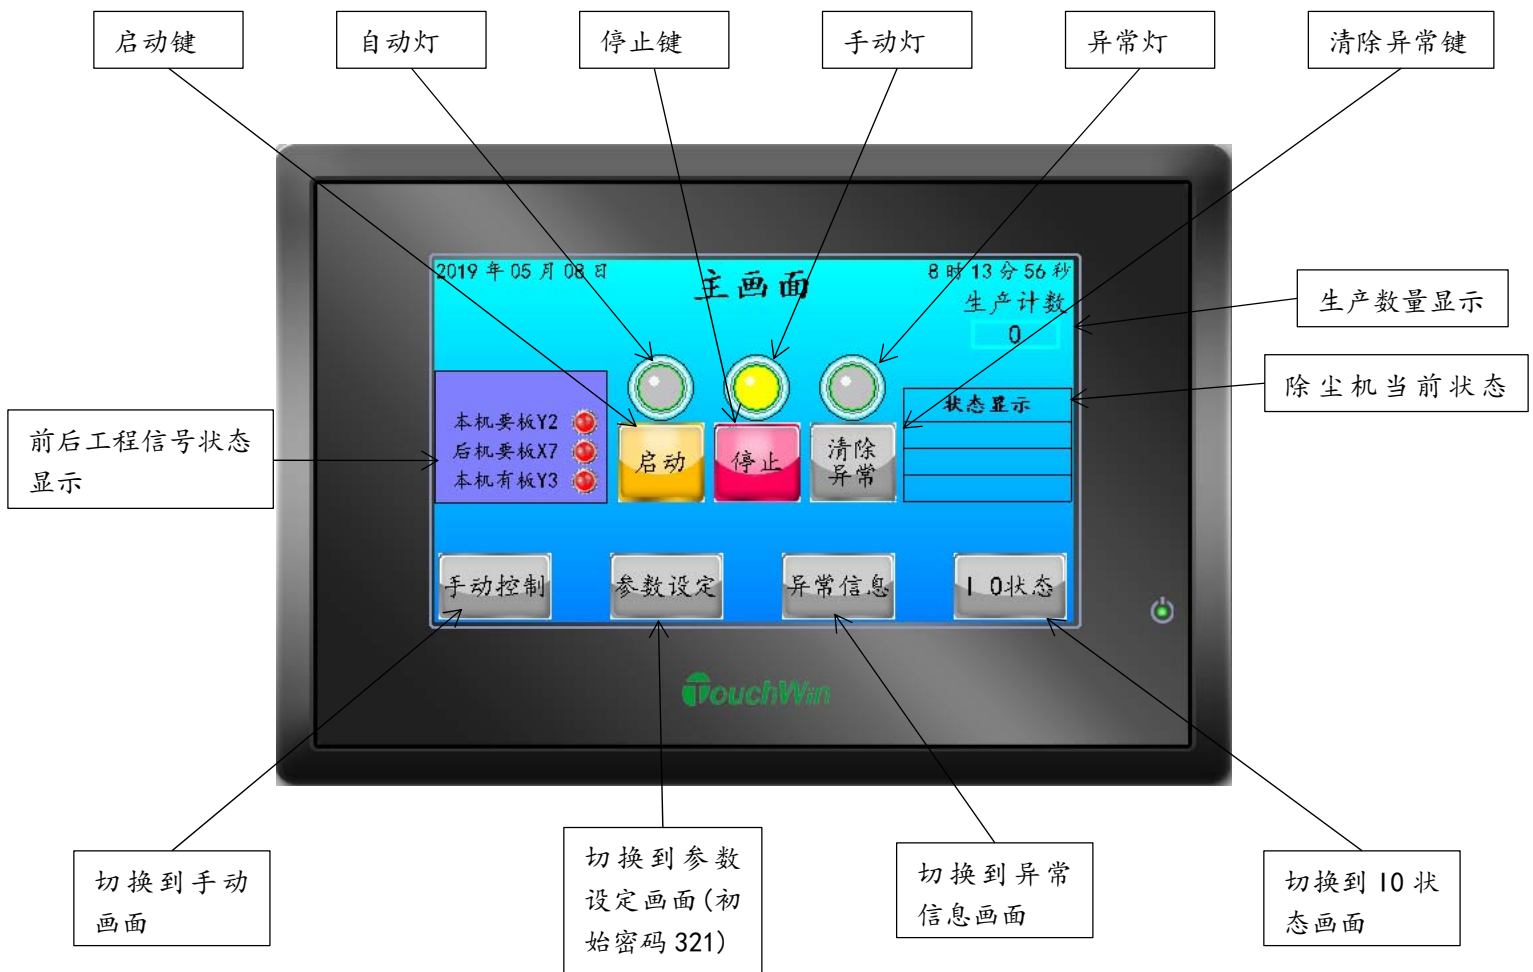 启动键
自动灯
停止键
手动灯
异常灯
清除异常键
2019 年 05 月 08 日
主画面
8 时 13 分 56 秒
生产计数
0
生产数量显示
除尘机当前状态
状态显示
前后工程信号状态
显示
本机要板Y2
后机要板X7
本机有板Y3
启动
停止
清除
异常
手动控制
参数设定
异常信息
IO状态
TouchWin
切换到手动
画面
切换到参数
设定画面(初
始密码 321)
切换到异常
信息画面
切换到 IO 状
态画面